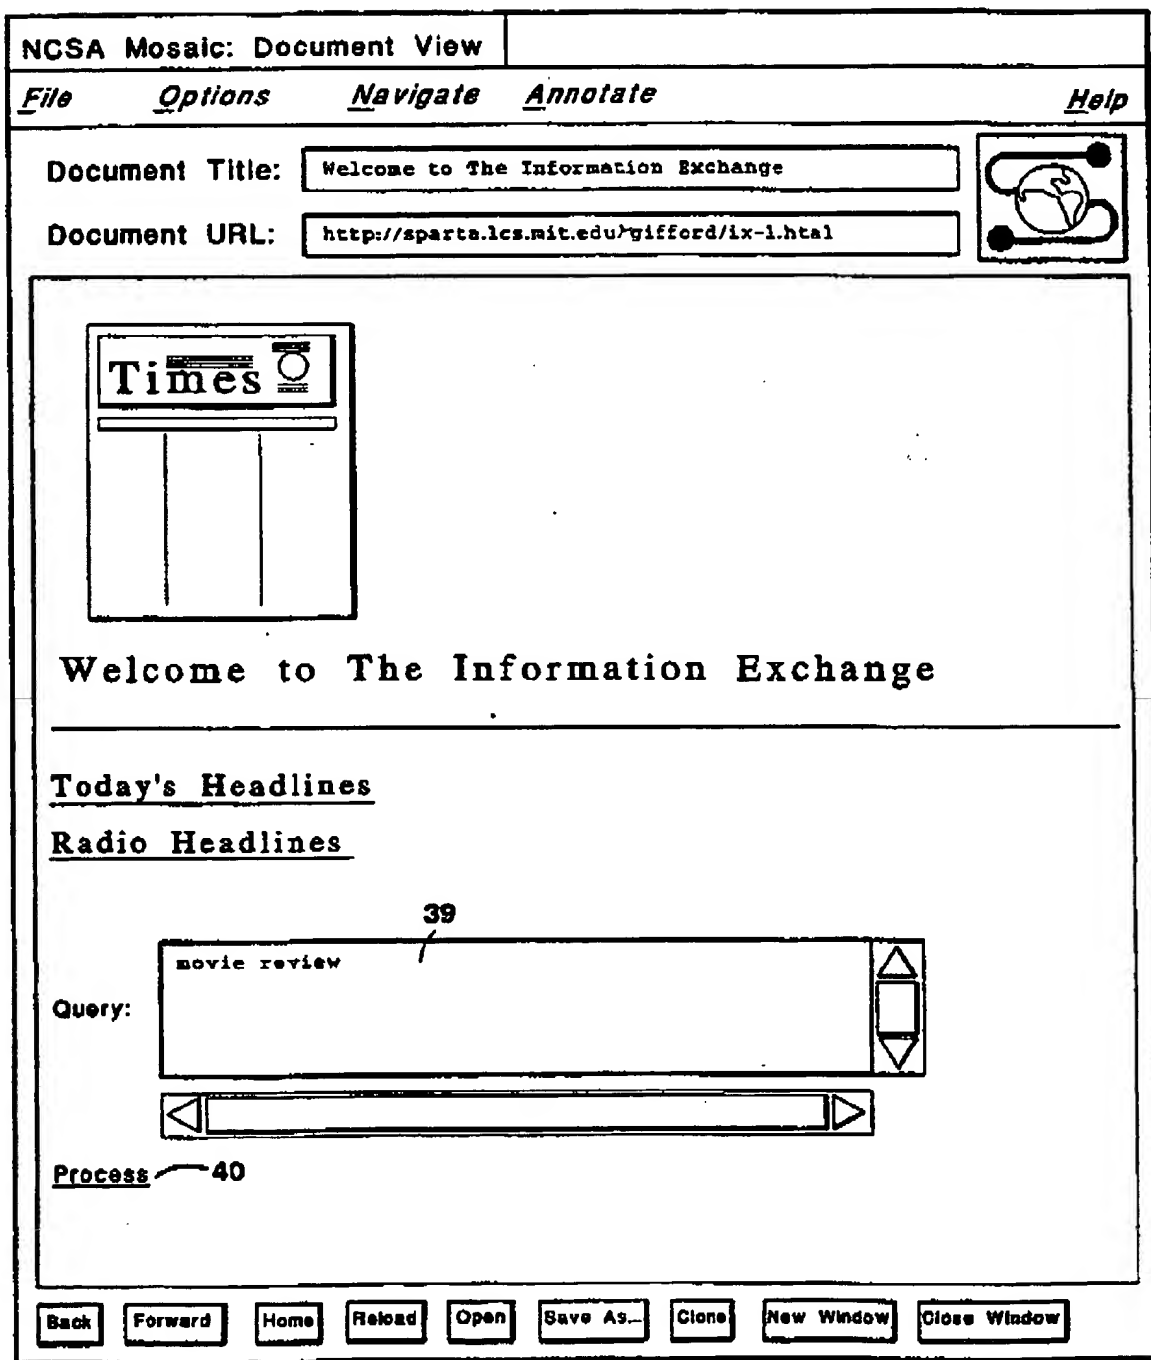 NCSA Mosaic: Document View
File Options Navigate Annotate Help
Document Title: Welcome to The Information Exchange
Document URL: http://sparta.lcs.mit.edu/~gifford/ix-1.html
Times
Welcome to The Information Exchange
Today's Headlines
Radio Headlines
39
movie review
Query:
Process 40
Back Forward Home Reload Open Save As... Clone New Window Close Window